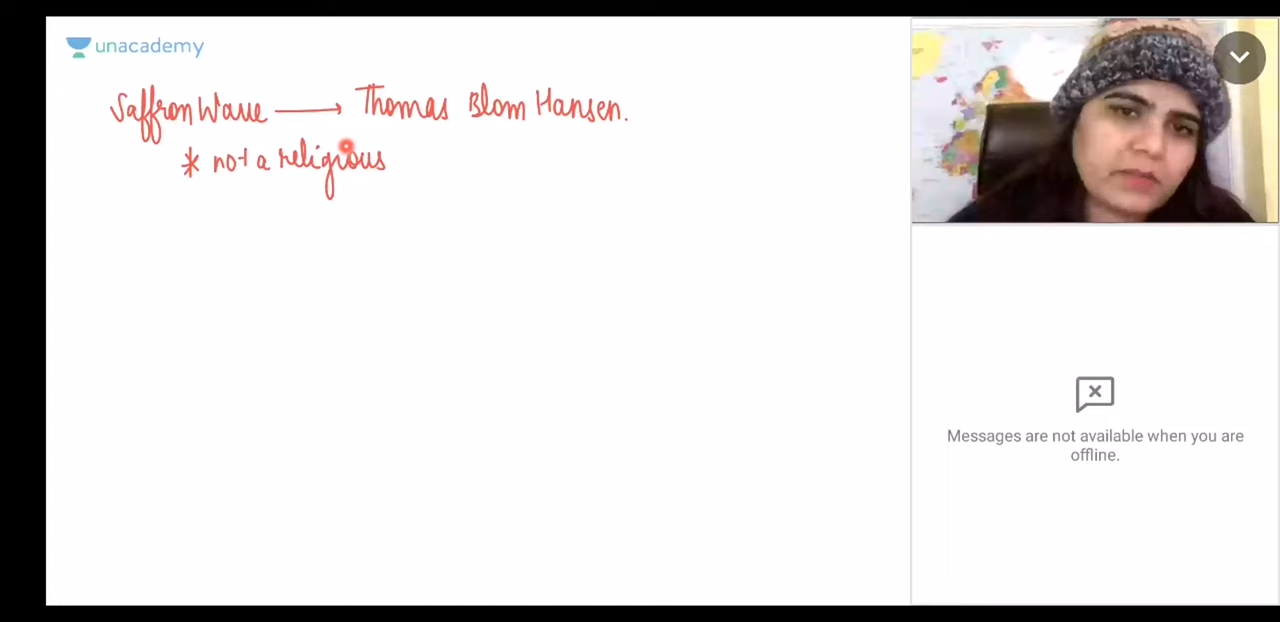 unacademy
Saffron Wave → Thomas Blom Hansen.
* not a religious
Messages are not available when you are
offline.